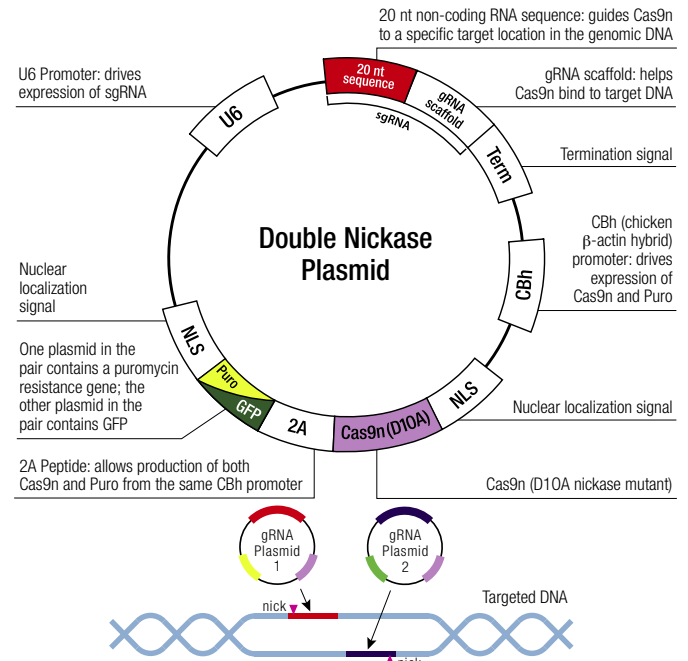 20 nt non-coding RNA sequence: guides Cas9n
to a specific target location in the genomic DNA
U6 Promoter: drives
expression of sgRNA
gRNA scaffold: helps
Cas9n bind to target DNA
20 nt
sequence
gRNA
scaffold
sgRNA
U6
Term
Termination signal
Double Nickase
Plasmid
CBh (chicken
β-actin hybrid)
promoter: drives
expression of
Cas9n and Puro
CBh
Nuclear
localization
signal
NLS
One plasmid in the
pair contains a puromycin
resistance gene; the
other plasmid in the
pair contains GFP
Puro
GFP
2A
Cas9n (D10A)
NLS
Nuclear localization signal
2A Peptide: allows production of both
Cas9n and Puro from the same CBh promoter
Cas9n (D10A nickase mutant)
gRNA
Plasmid
1
gRNA
Plasmid
2
Targeted DNA
nick
nick